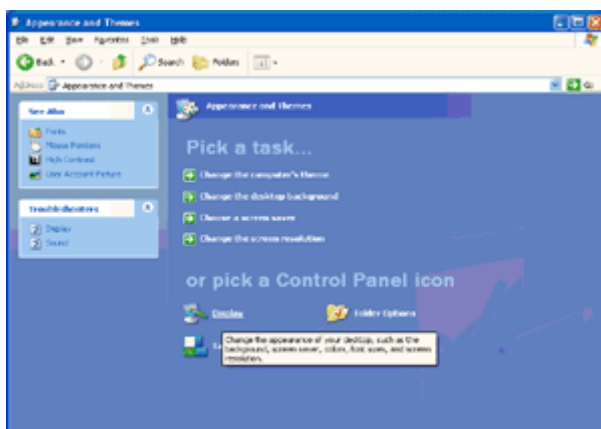 Appearance and Themes
File Edit View Favorites Tools Help
Back Search Folders
Address Appearance and Themes Go
See Also
Fonts
Mouse Pointers
High Contrast
User Account Picture
Troubleshooters
Display
Sound
Appearance and Themes
Pick a task...
Change the computer's theme
Change the desktop background
Choose a screen saver
Change the screen resolution
or pick a Control Panel icon
Display Folder Options
Change the appearance of your desktop, such as the
background, screen saver, colors, font sizes, and screen
resolution.